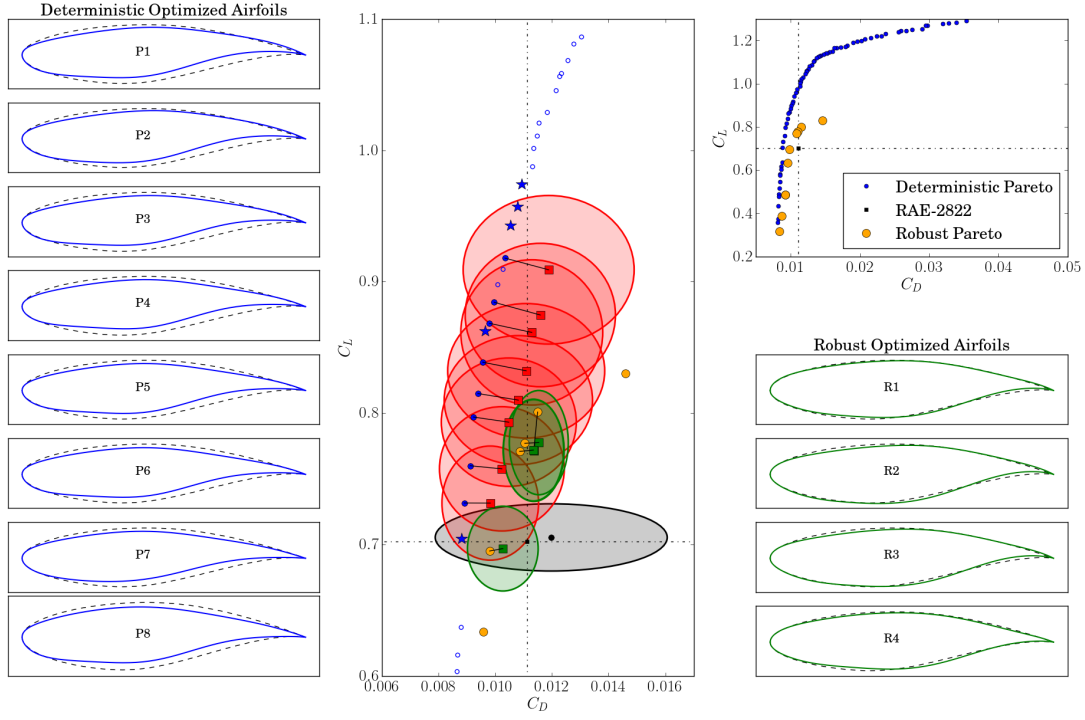 Deterministic Optimized Airfoils
P1
P2
P3
P4
P5
P6
P7
P8
1.1
1.0
0.9
0.8
0.7
0.6
C_L
0.006
0.008
0.010
0.012
0.014
0.016
C_D
1.2
1.0
0.8
0.6
0.4
0.2
C_L
Deterministic Pareto
RAE-2822
Robust Pareto
0.01
0.02
0.03
0.04
0.05
C_D
Robust Optimized Airfoils
R1
R2
R3
R4